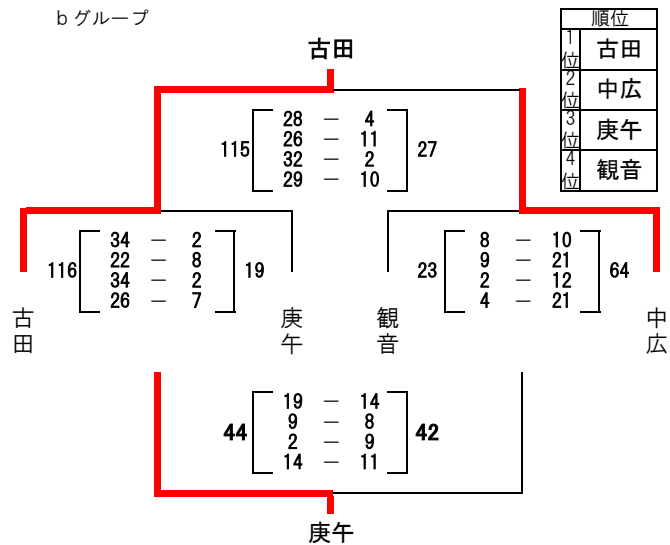 bグループ
順位
1位 古田
2位 中広
3位 庚午
4位 観音
古田
115
28 － 4
26 － 11
32 － 2
29 － 10
27
116
34 － 2
22 － 8
34 － 2
26 － 7
19
23
8 － 10
9 － 21
2 － 12
4 － 21
64
古田
庚午
観音
中広
44
19 － 14
9 － 8
2 － 9
14 － 11
42
庚午